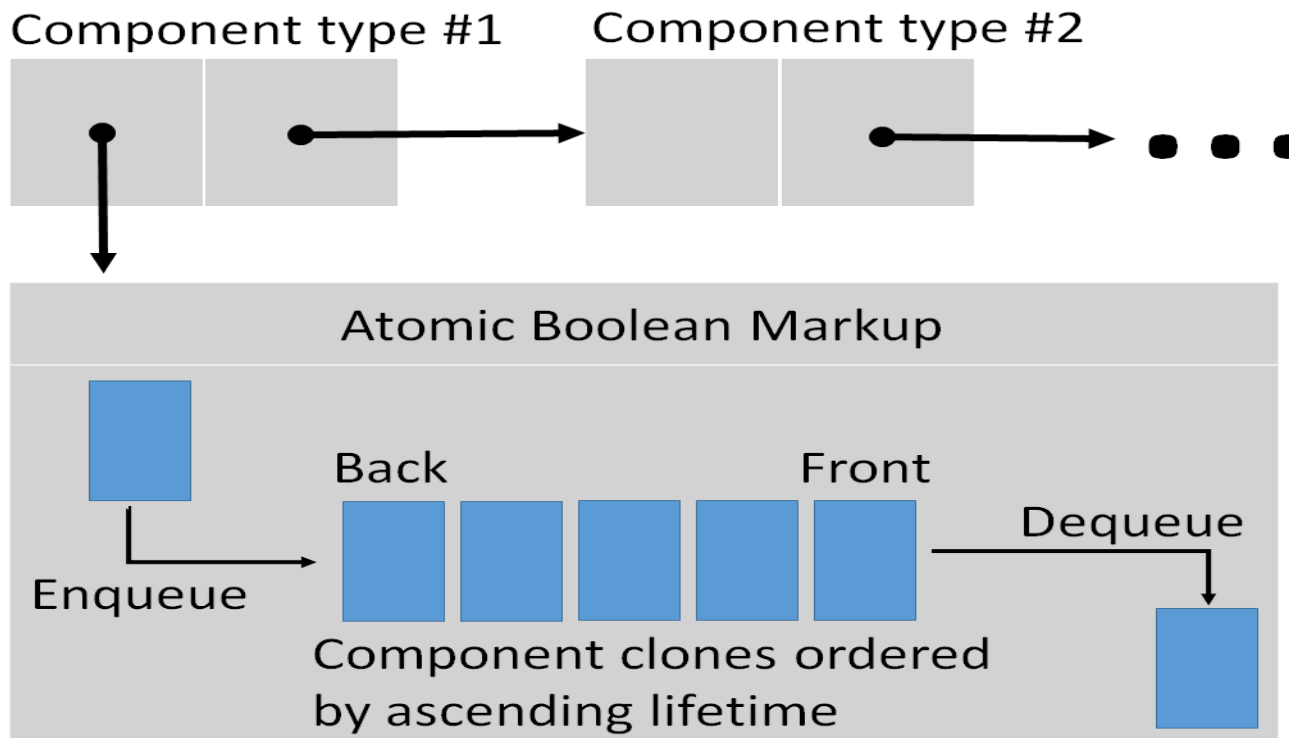 Component type #1
Component type #2
Atomic Boolean Markup
Back
Front
Dequeue
Enqueue
Component clones ordered
by ascending lifetime